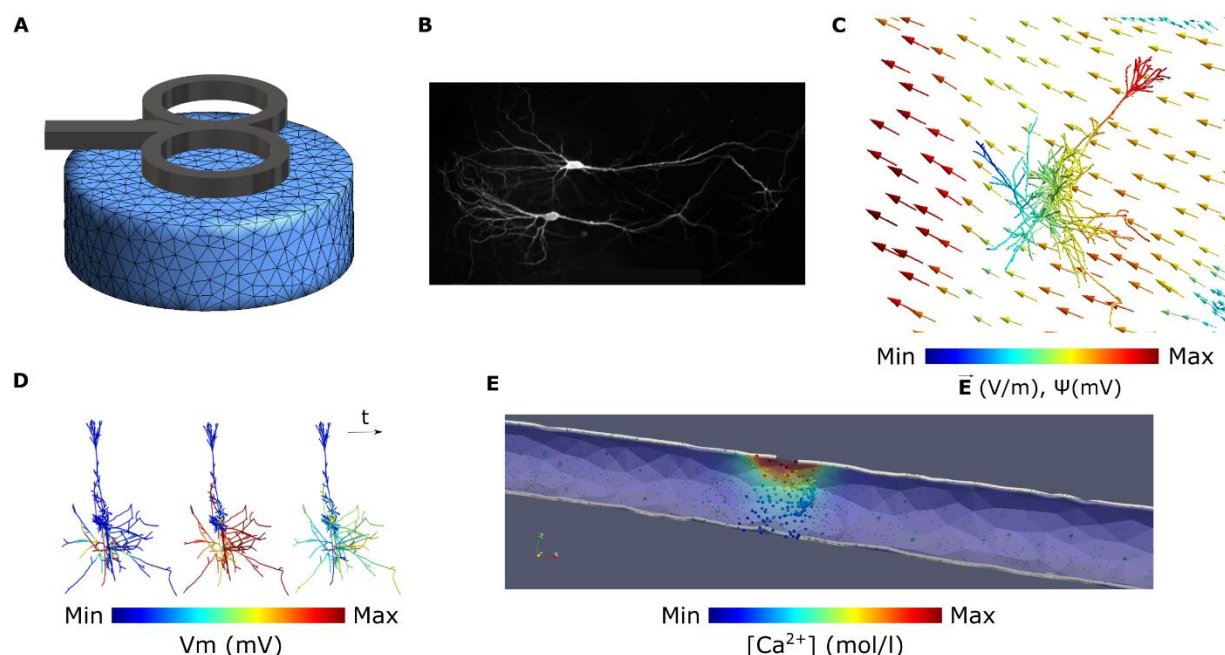 A
B
C
Min Max
E (V/m), Ψ(mV)
D
t
Min Max
Vm (mV)
E
Min Max
[Ca²⁺] (mol/l)